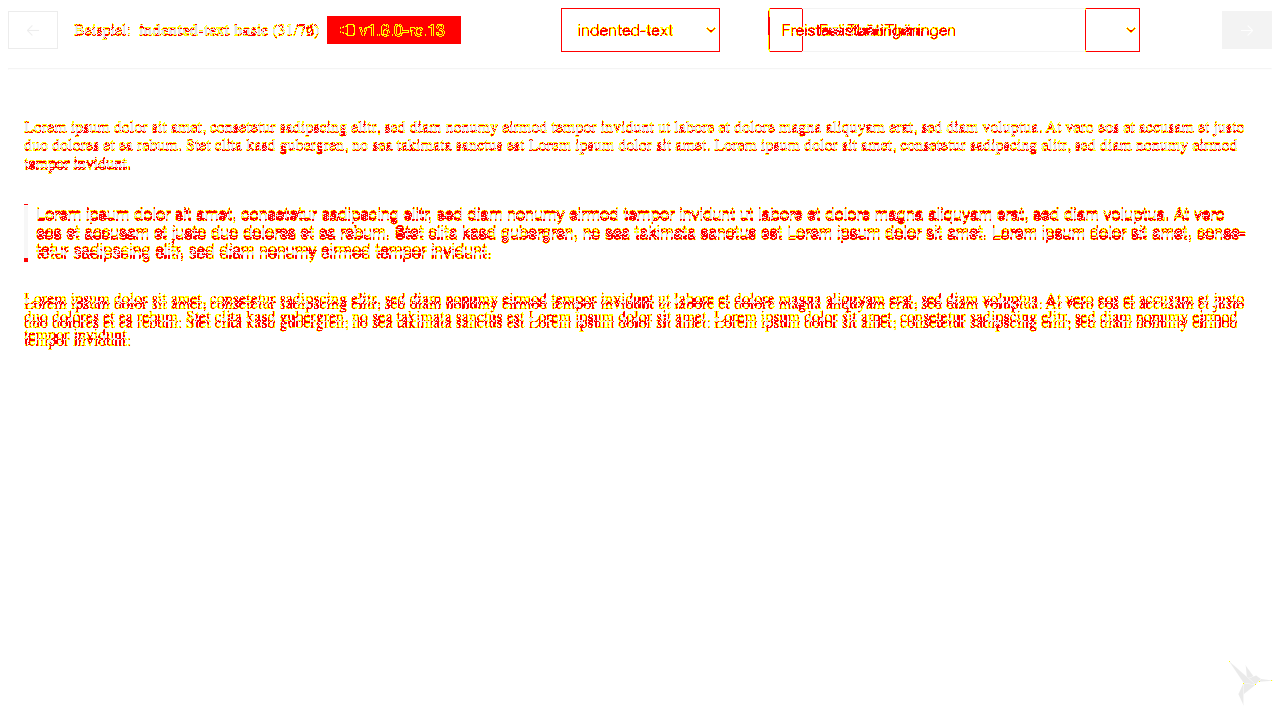 Beispiel: indented-text basic (31/76) v1.6.0-rc.13 indented-text
Lorem ipsum dolor sit amet, consetetur sadipscing elitr, sed diam nonumy eirmod tempor invidunt ut labore et dolore magna aliquyam erat, sed diam voluptua. At vero eos et accusam et justo
duo dolores et ea rebum. Stet clita kasd gubergren, no sea takimata sanctus est Lorem ipsum dolor sit amet. Lorem ipsum dolor sit amet, consetetur sadipscing elitr, sed diam nonumy eirmod
tempor invidunt.
Lorem ipsum dolor sit amet, consetetur sadipscing elitr, sed diam nonumy eirmod tempor invidunt ut labore et dolore magna aliquyam erat, sed diam voluptua. At vero
eos et accusam et justo duo dolores et ea rebum. Stet clita kasd gubergren, no sea takimata sanctus est Lorem ipsum dolor sit amet. Lorem ipsum dolor sit amet, conse-
tetur sadipscing elitr, sed diam nonumy eirmod tempor invidunt.
Lorem ipsum dolor sit amet, consetetur sadipscing elitr, sed diam nonumy eirmod tempor invidunt ut labore et dolore magna aliquyam erat, sed diam voluptua. At vero eos et accusam et justo
duo dolores et ea rebum. Stet clita kasd gubergren, no sea takimata sanctus est Lorem ipsum dolor sit amet. Lorem ipsum dolor sit amet, consetetur sadipscing elitr, sed diam nonumy eirmod
tempor invidunt.